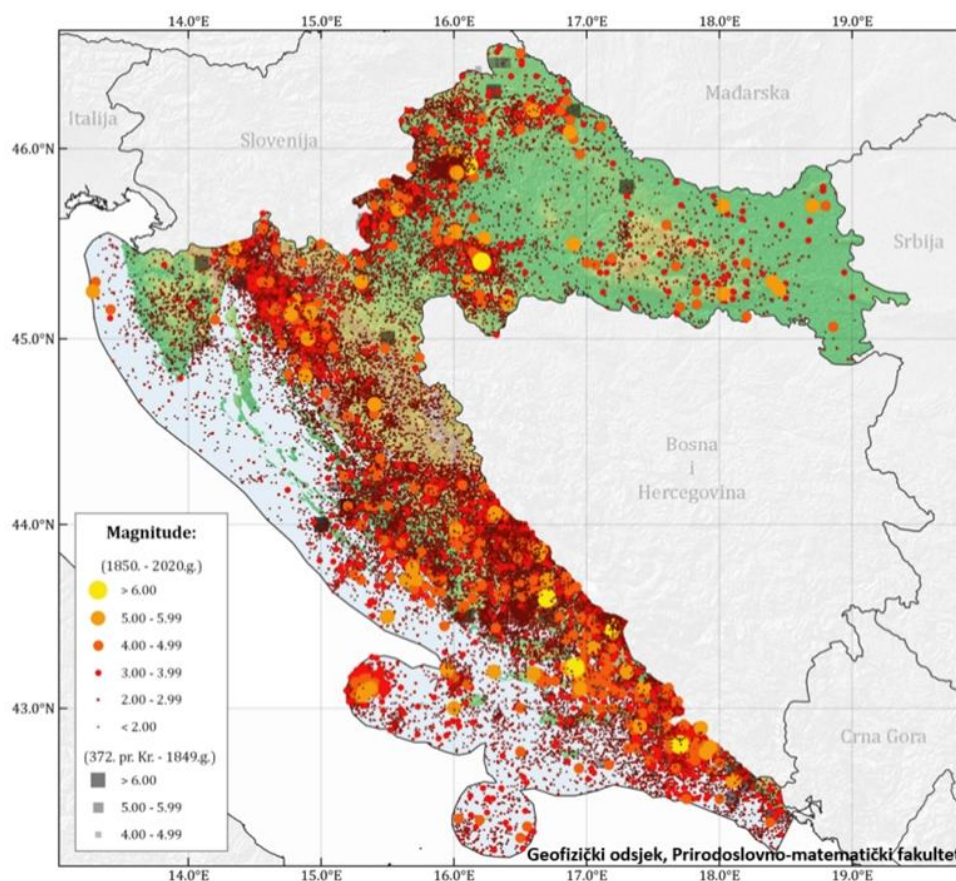 14.0°E 15.0°E 16.0°E 17.0°E 18.0°E 19.0°E
Italija
Slovenija
Mađarska
46.0°N
Srbija
45.0°N
Bosna
i
Hercegovina
44.0°N
43.0°N
Crna Gora
Magnitude:
(1850. - 2020.g.)
> 6.00
5.00 - 5.99
4.00 - 4.99
3.00 - 3.99
2.00 - 2.99
< 2.00
(372. pr. Kr. - 1849.g.)
> 6.00
5.00 - 5.99
4.00 - 4.99
Geofizički odsjek, Prirodoslovno-matematički fakultet
14.0°E 15.0°E 16.0°E 17.0°E 18.0°E 19.0°E